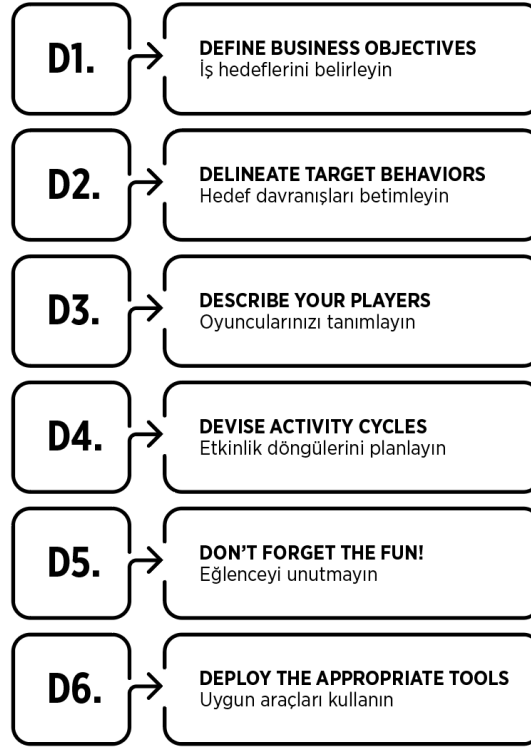 D1.
DEFINE BUSINESS OBJECTIVES
İş hedeflerini belirleyin
D2.
DELINEATE TARGET BEHAVIORS
Hedef davranışları betimleyin
D3.
DESCRIBE YOUR PLAYERS
Oyuncularınızı tanımlayın
D4.
DEVISE ACTIVITY CYCLES
Etkinlik döngülerini planlayın
D5.
DON'T FORGET THE FUN!
Eğlenceyi unutmayın
D6.
DEPLOY THE APPROPRIATE TOOLS
Uygun araçları kullanın